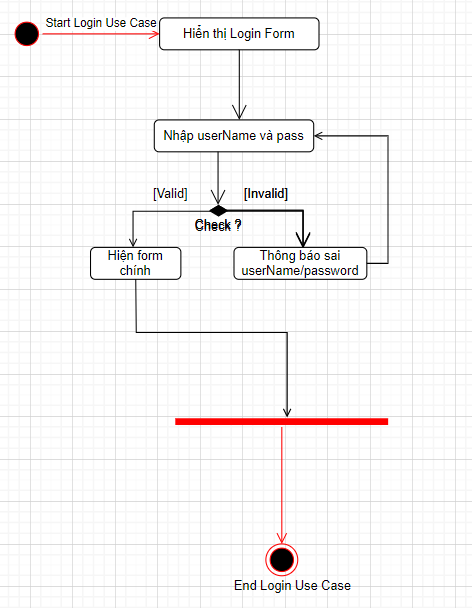 Start Login Use Case
Hiển thị Login Form
Nhập userName và pass
[Valid]
[Invalid]
Check ?
Hiện form
chính
Thông báo sai
userName/password
End Login Use Case